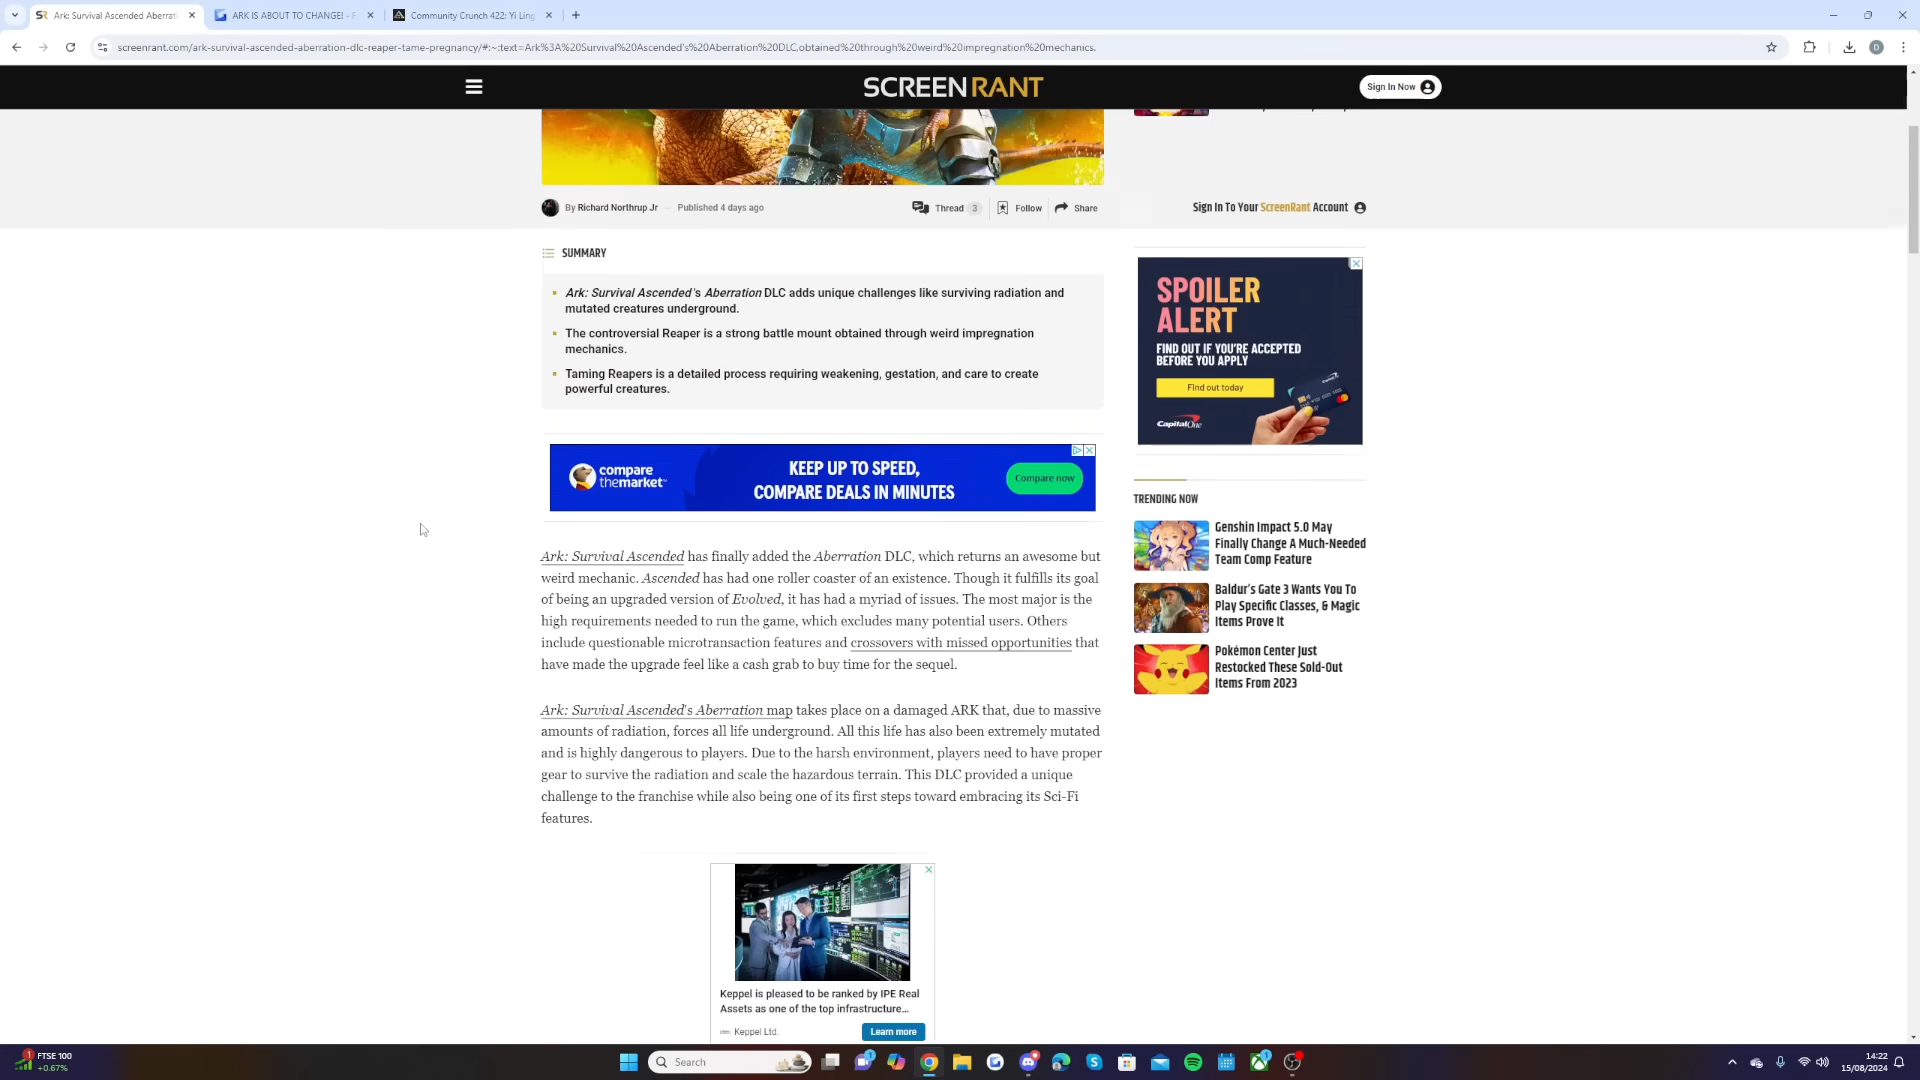 Ark: Survival Ascended Aberrati
ARK IS ABOUT TO CHANGE! -
Community Crunch 422: Yi Ling
screenrant.com/ark-survival-ascended-aberration-dlc-reaper-tame-pregnancy/#:~:text=Ark%3A%20Survival%20Ascended's%20Aberration%20DLC,obtained%20through%20weird%20impregnation%20mechanics.
D
SCREENRANT
Sign In Now
By Richard Northrup Jr
Published 4 days ago
Thread 3
Follow
Share
Sign In To Your ScreenRant Account
SUMMARY
Ark: Survival Ascended's Aberration DLC adds unique challenges like surviving radiation and
mutated creatures underground.
The controversial Reaper is a strong battle mount obtained through weird impregnation
mechanics.
Taming Reapers is a detailed process requiring weakening, gestation, and care to create
powerful creatures.
SPOILER
ALERT
FIND OUT IF YOU'RE ACCEPTED
BEFORE YOU APPLY
Find out today
CapitalOne
compare
themarket
KEEP UP TO SPEED,
COMPARE DEALS IN MINUTES
Compare now
TRENDING NOW
Genshin Impact 5.0 May
Finally Change A Much-Needed
Team Comp Feature
Baldur's Gate 3 Wants You To
Play Specific Classes, & Magic
Items Prove It
Pokémon Center Just
Restocked These Sold-Out
Items From 2023
Ark: Survival Ascended has finally added the Aberration DLC, which returns an awesome but
weird mechanic. Ascended has had one roller coaster of an existence. Though it fulfills its goal
of being an upgraded version of Evolved, it has had a myriad of issues. The most major is the
high requirements needed to run the game, which excludes many potential users. Others
include questionable microtransaction features and crossovers with missed opportunities that
have made the upgrade feel like a cash grab to buy time for the sequel.
Ark: Survival Ascended's Aberration map takes place on a damaged ARK that, due to massive
amounts of radiation, forces all life underground. All this life has also been extremely mutated
and is highly dangerous to players. Due to the harsh environment, players need to have proper
gear to survive the radiation and scale the hazardous terrain. This DLC provided a unique
challenge to the franchise while also being one of its first steps toward embracing its Sci-Fi
features.
Keppel is pleased to be ranked by IPE Real
Assets as one of the top infrastructure...
Keppel Ltd.
Learn more
FTSE 100
+0.67%
Search
14:22
15/08/2024